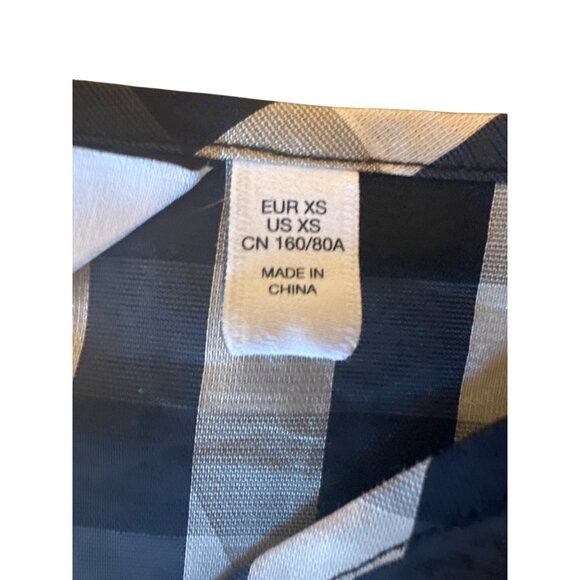 EUR XS
US XS
CN 160/80A
MADE IN
CHINA